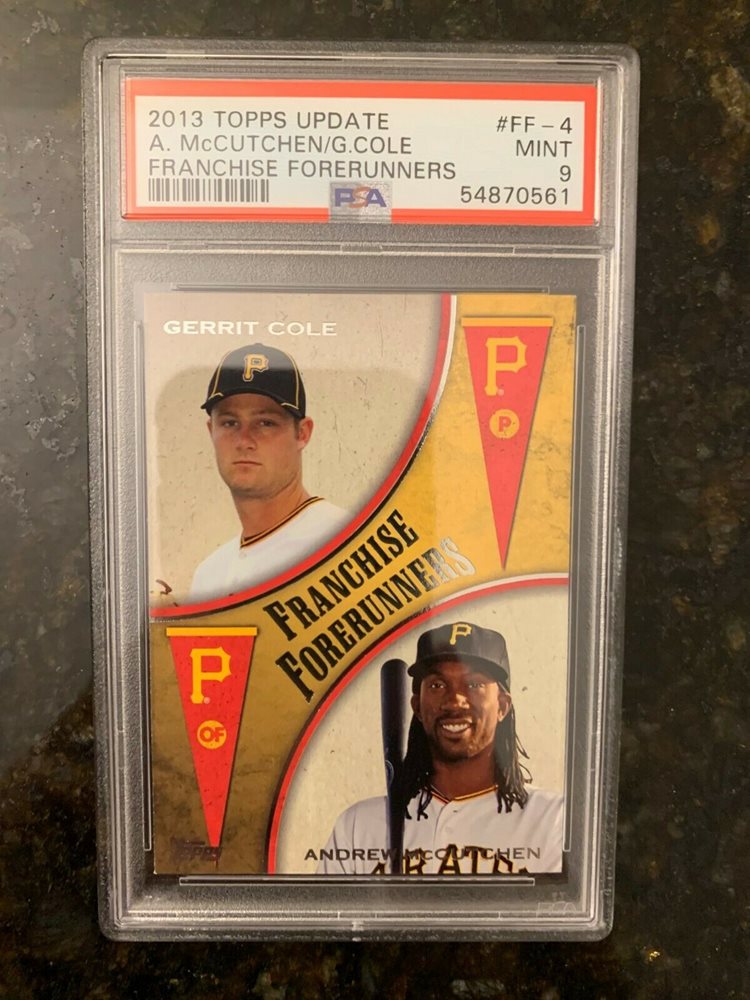 2013 TOPPS UPDATE #FF-4
A. McCUTCHEN/G.COLE MINT
FRANCHISE FORERUNNERS 9
PSA 54870561
GERRIT COLE
P
P
P
P
FRANCHISE
FORERUNNERS
P
P
OF
TOPPS
ANDREW McCUTCHEN